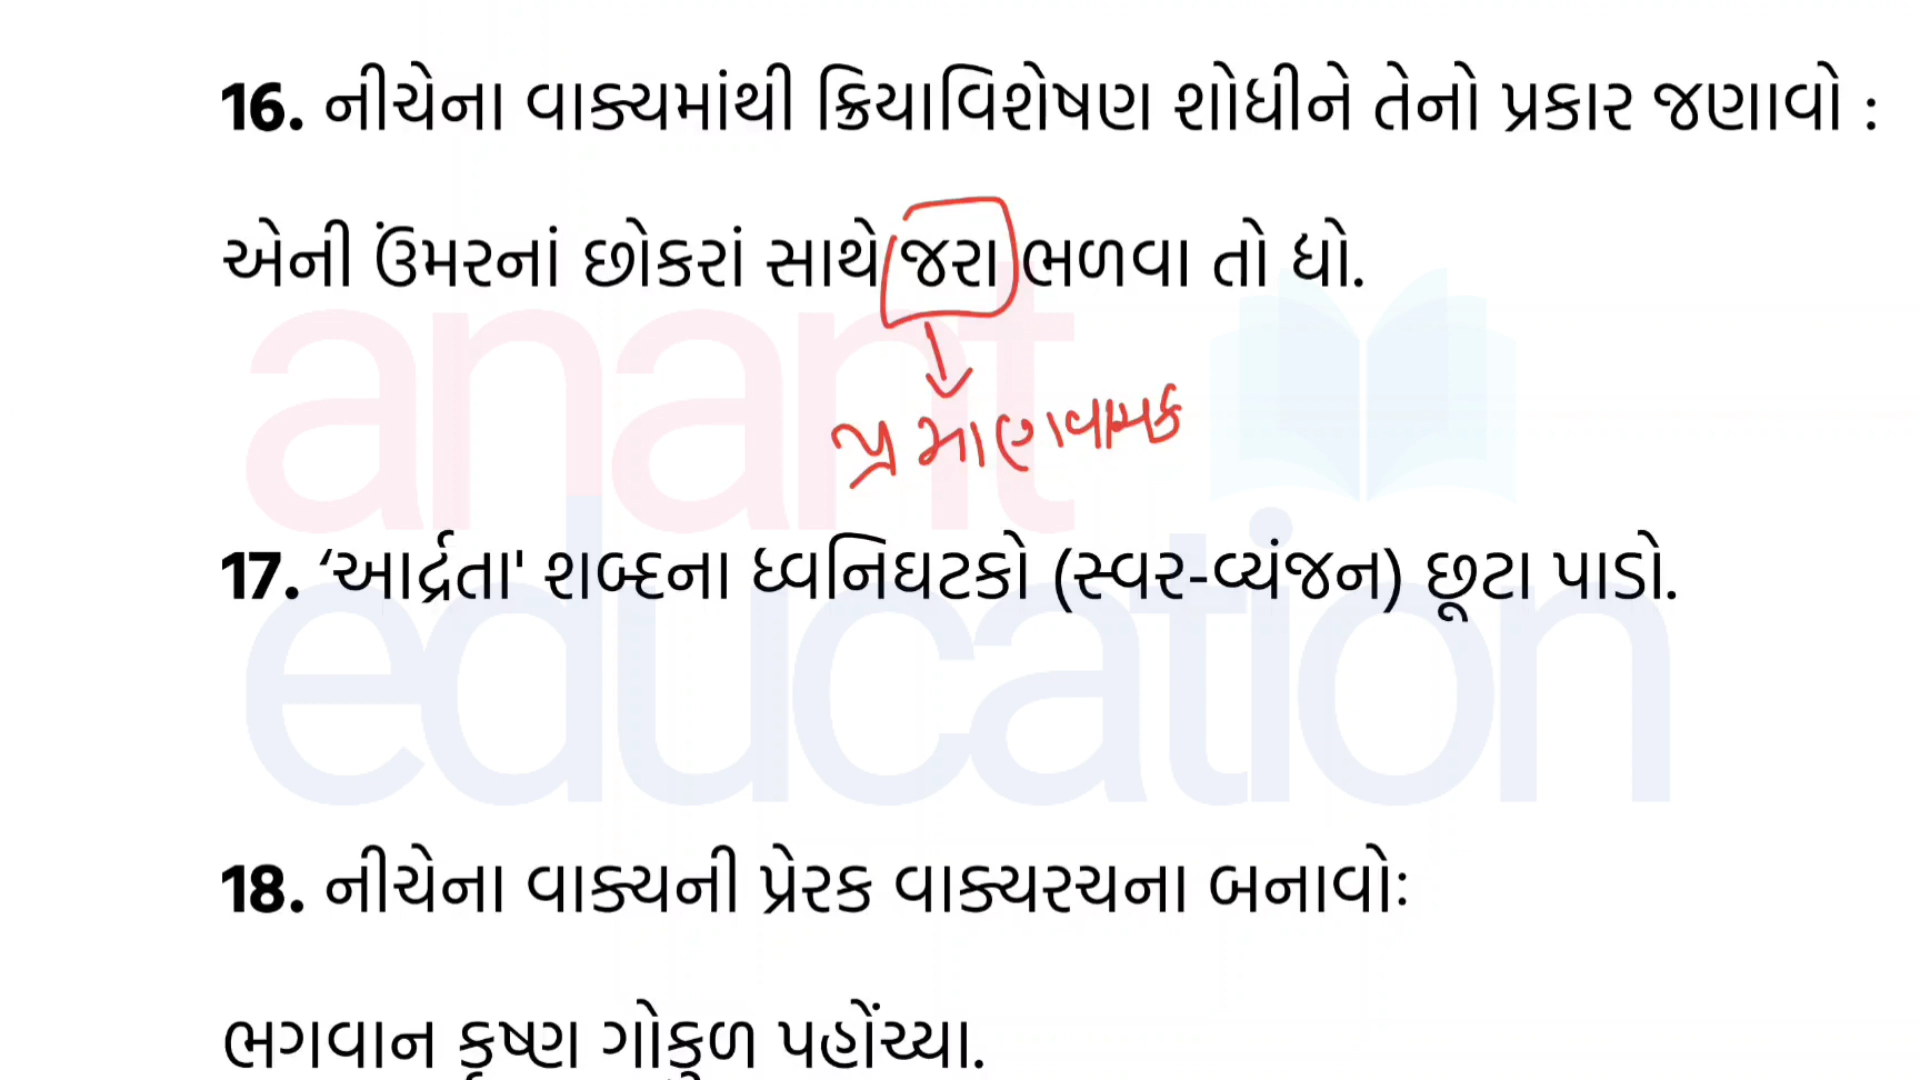 16. નીચેના વાક્યમાંથી ક્રિયાવિશેષણ શોધીને તેનો પ્રકાર જણાવો :
એની ઉંમરનાં છોકરાં સાથે જરા ભળવા તો દ્યો.
પ્રમાણવાચક
17. ‘આર્દ્રતા' શબ્દના ધ્વનિઘટકો (સ્વર-વ્યંજન) છૂટા પાડો.
18. નીચેના વાક્યની પ્રેરક વાક્યરચના બનાવોઃ
ભગવાન કૃષ્ણ ગોકુળ પહોંચ્યા.
anant
education